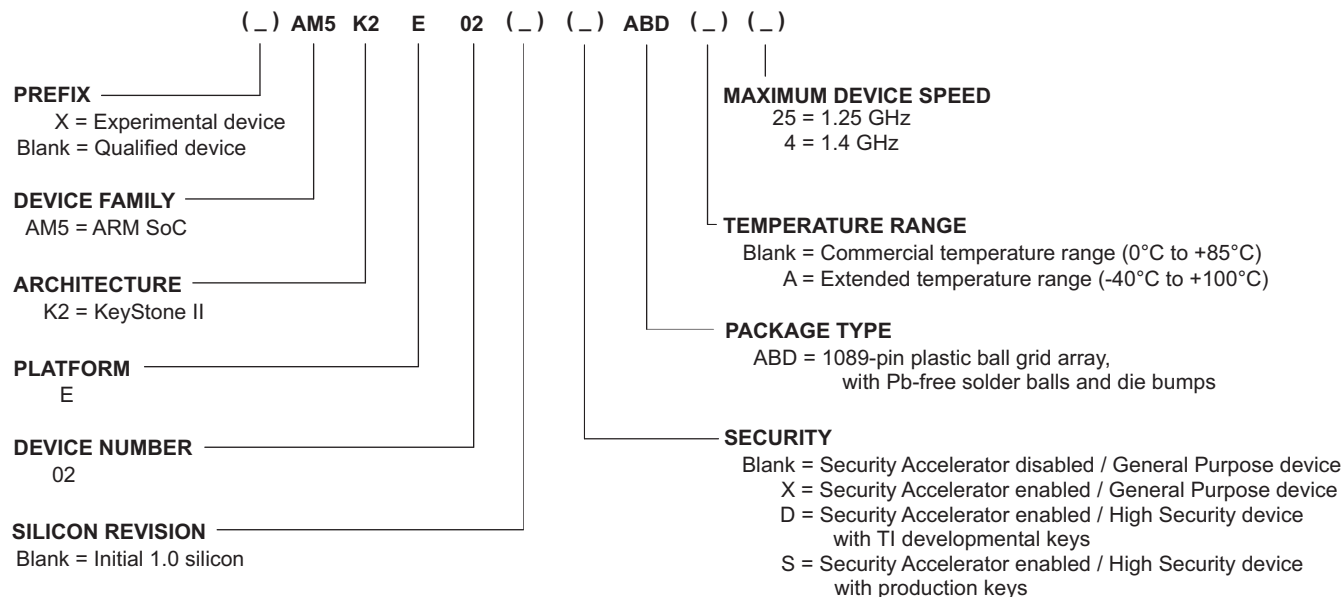 ( _ ) AM5 K2 E 02 ( _ ) ( _ ) ABD ( _ ) ( _ )
PREFIX
X = Experimental device
Blank = Qualified device
DEVICE FAMILY
AM5 = ARM SoC
ARCHITECTURE
K2 = KeyStone II
PLATFORM
E
DEVICE NUMBER
02
SILICON REVISION
Blank = Initial 1.0 silicon
MAXIMUM DEVICE SPEED
25 = 1.25 GHz
4 = 1.4 GHz
TEMPERATURE RANGE
Blank = Commercial temperature range (0°C to +85°C)
A = Extended temperature range (-40°C to +100°C)
PACKAGE TYPE
ABD = 1089-pin plastic ball grid array,
with Pb-free solder balls and die bumps
SECURITY
Blank = Security Accelerator disabled / General Purpose device
X = Security Accelerator enabled / General Purpose device
D = Security Accelerator enabled / High Security device
with TI developmental keys
S = Security Accelerator enabled / High Security device
with production keys